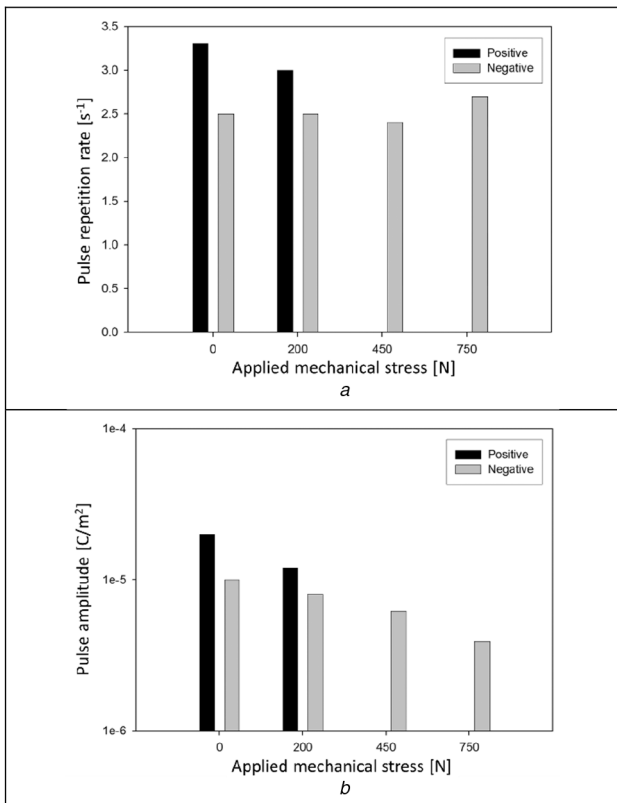 3.5
3.0
2.5
2.0
1.5
1.0
0.5
0.0
Pulse repetition rate [s⁻¹]
Positive
Negative
0 200 450 750
Applied mechanical stress [N]
a
1e-4
1e-5
1e-6
Pulse amplitude [C/m²]
Positive
Negative
0 200 450 750
Applied mechanical stress [N]
b